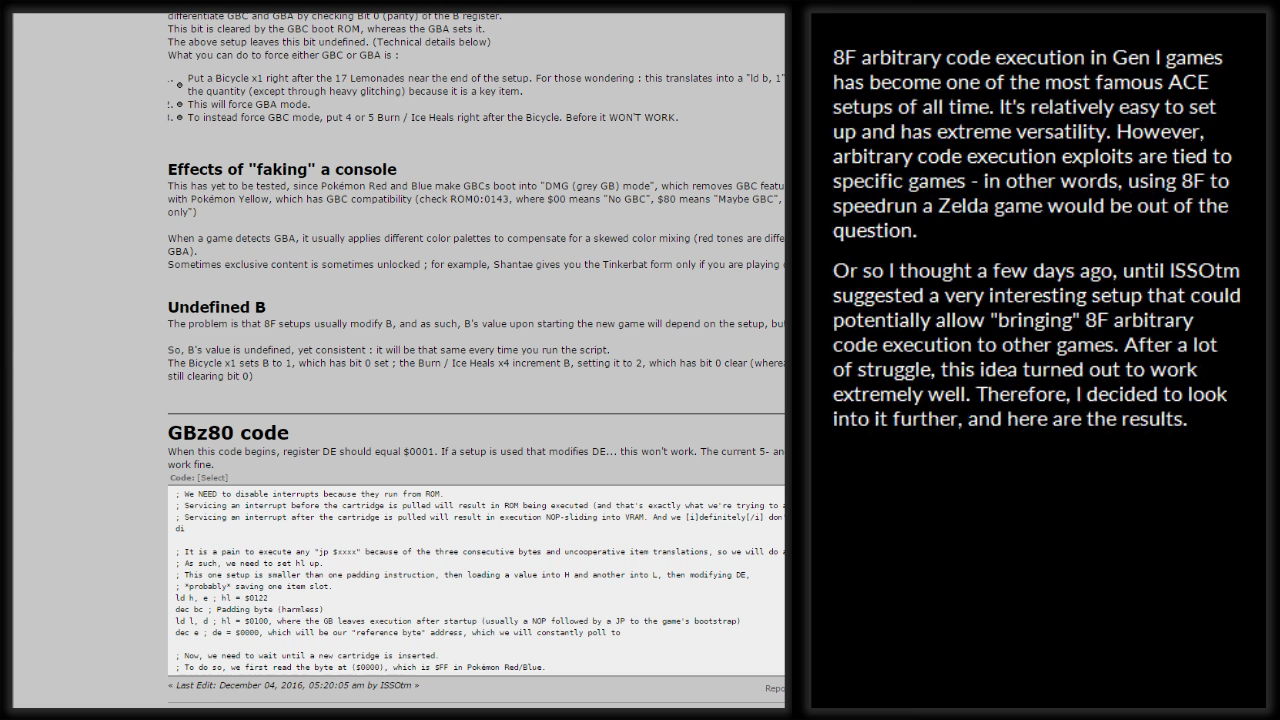 differentiate GBC and GBA by checking Bit 0 (parity) of the B register.
This bit is cleared by the GBC boot ROM, whereas the GBA sets it.
The above setup leaves this bit undefined. (Technical details below)
What you can do to force either GBC or GBA is :
Put a Bicycle x1 right after the 17 Lemonades near the end of the setup. For those wondering : this translates into a "ld b, 1"
the quantity (except through heavy glitching) because it is a key item.
This will force GBA mode.
To instead force GBC mode, put 4 or 5 Burn / Ice Heals right after the Bicycle. Before it WON'T WORK.
Effects of "faking" a console
This has yet to be tested, since Pokémon Red and Blue make GBCs boot into "DMG (grey GB) mode", which removes GBC featu
with Pokémon Yellow, which has GBC compatibility (check ROM0:0143, where $00 means "No GBC", $80 means "Maybe GBC",
only")
When a game detects GBA, it usually applies different color palettes to compensate for a skewed color mixing (red tones are diffe
GBA).
Sometimes exclusive content is sometimes unlocked ; for example, Shantae gives you the Tinkerbat form only if you are playing
Undefined B
The problem is that 8F setups usually modify B, and as such, B's value upon starting the new game will depend on the setup, bu
So, B's value is undefined, yet consistent : it will be that same every time you run the script.
The Bicycle x1 sets B to 1, which has bit 0 set ; the Burn / Ice Heals x4 increment B, setting it to 2, which has bit 0 clear (wherea
still clearing bit 0)
GBz80 code
When this code begins, register DE should equal $0001. If a setup is used that modifies DE... this won't work. The current 5- an
work fine.
Code: [Select]
; We NEED to disable interrupts because they run from ROM.
; Servicing an interrupt before the cartridge is pulled will result in ROM being executed (and that's exactly what we're trying to a
; Servicing an interrupt after the cartridge is pulled will result in execution NOP-sliding into VRAM. And we [i]definitely[/i] don'
di
; It is a pain to execute any "jp $xxxx" because of the three consecutive bytes and uncooperative item translations, so we will do a
; As such, we need to set hl up.
; This one setup is smaller than one padding instruction, then loading a value into H and another into L, then modifying DE,
; *probably* saving one item slot.
ld h, e ; hl = $0122
dec bc ; Padding byte (harmless)
ld l, d ; hl = $0100, where the GB leaves execution after startup (usually a NOP followed by a JP to the game's bootstrap)
dec e ; de = $0000, which will be our "reference byte" address, which we will constantly poll to
; Now, we need to wait until a new cartridge is inserted.
; To do so, we first read the byte at ($0000), which is $FF in Pokémon Red/Blue.
« Last Edit: December 04, 2016, 05:20:05 am by ISSOtm »
Repo
8F arbitrary code execution in Gen I games
has become one of the most famous ACE
setups of all time. It's relatively easy to set
up and has extreme versatility. However,
arbitrary code execution exploits are tied to
specific games - in other words, using 8F to
speedrun a Zelda game would be out of the
question.
Or so I thought a few days ago, until ISSOtm
suggested a very interesting setup that could
potentially allow "bringing" 8F arbitrary
code execution to other games. After a lot
of struggle, this idea turned out to work
extremely well. Therefore, I decided to look
into it further, and here are the results.